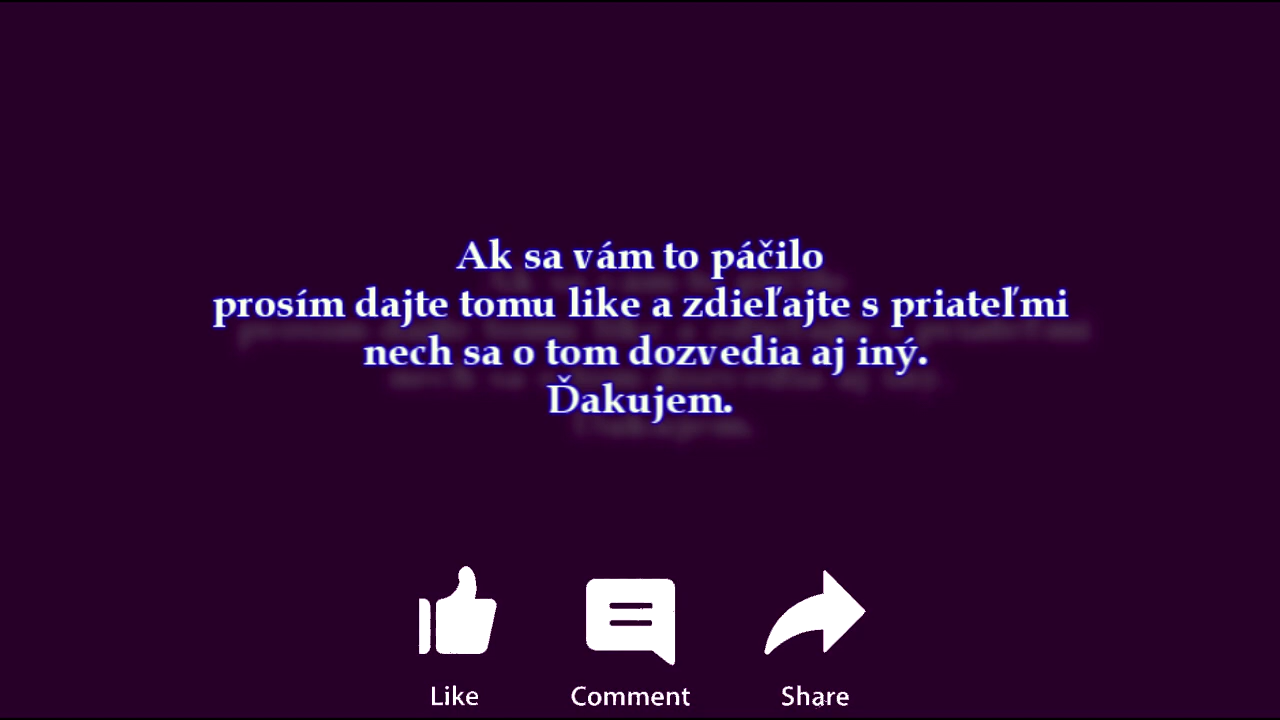 Ak sa vám to páčilo
prosím dajte tomu like a zdieľajte s priateľmi
nech sa o tom dozvedia aj iný.
Ďakujem.
Like Comment Share